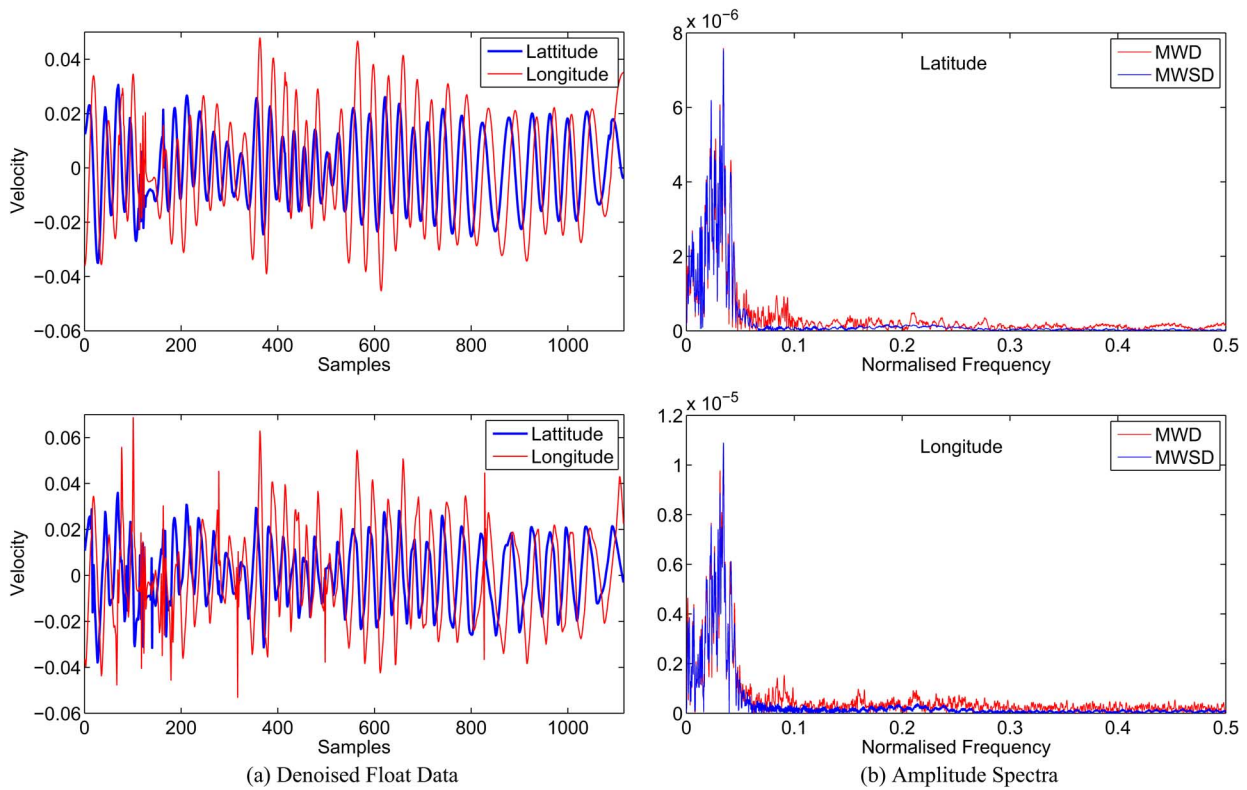 0.04
0.02
0
−0.02
−0.04
−0.06
Velocity
0 200 400 600 800 1000
Samples
Lattitude
Longitude
x 10⁻⁶
8
6
4
2
0
Latitude
MWD
MWSD
0 0.1 0.2 0.3 0.4 0.5
Normalised Frequency
0.06
0.04
0.02
0
−0.02
−0.04
−0.06
Velocity
0 200 400 600 800 1000
Samples
Lattitude
Longitude
(a) Denoised Float Data
x 10⁻⁵
1.2
1
0.8
0.6
0.4
0.2
0
Longitude
MWD
MWSD
0 0.1 0.2 0.3 0.4 0.5
Normalised Frequency
(b) Amplitude Spectra